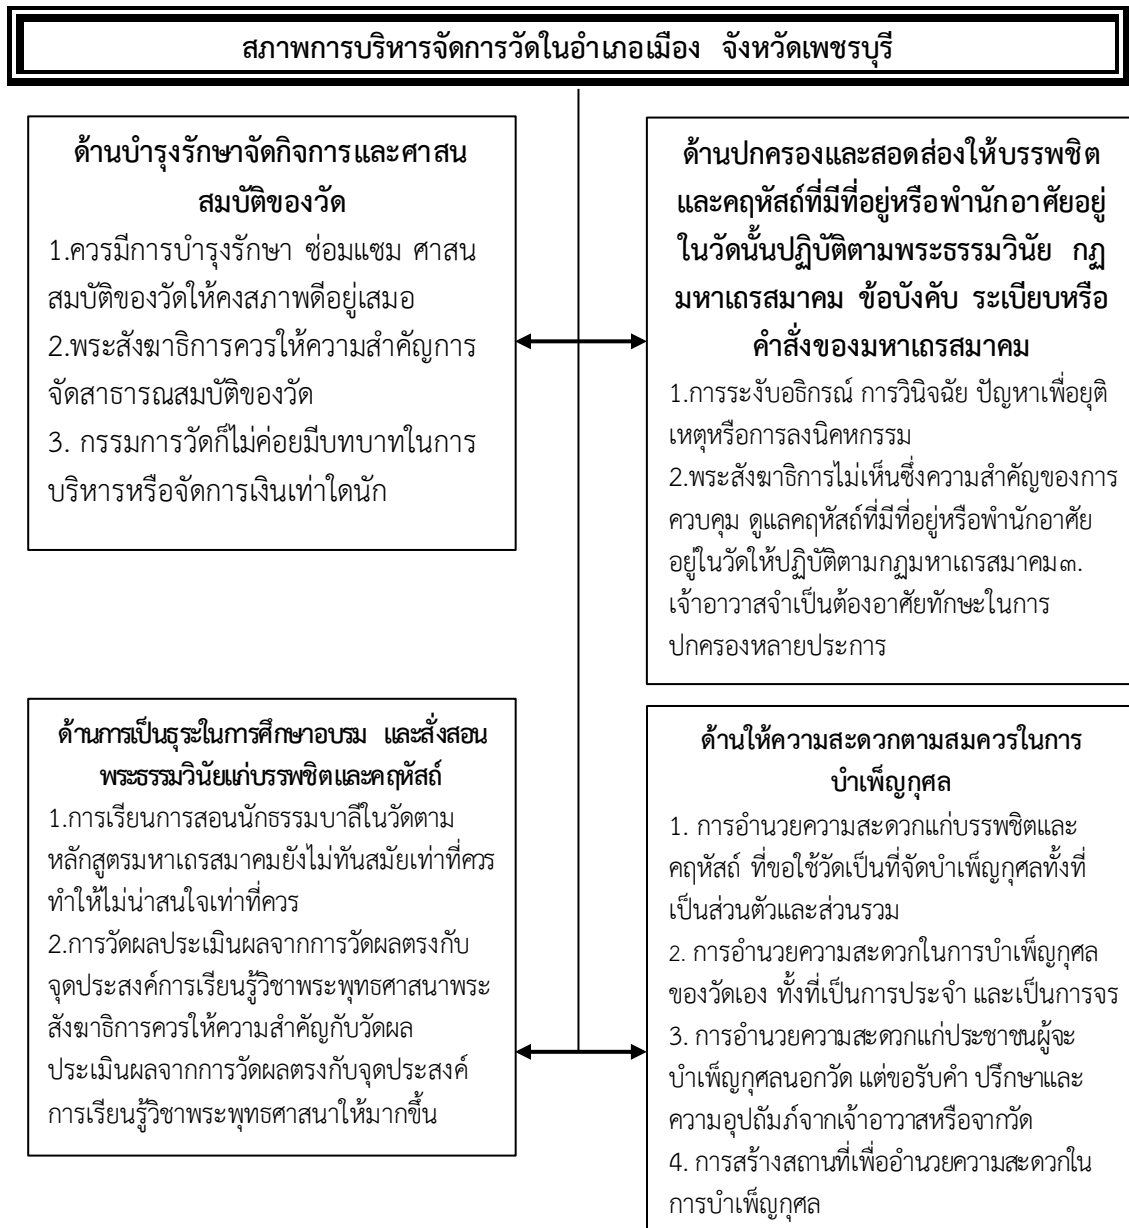 สภาพการบริหารจัดการวัดในอำเภอเมือง จังหวัดเพชรบุรี
ด้านบำรุงรักษาจัดกิจการและศาสน
สมบัติของวัด
1.ควรมีการบำรุงรักษา ซ่อมแซม ศาสน
สมบัติของวัดให้คงสภาพดีอยู่เสมอ
2.พระสังฆาธิการควรให้ความสำคัญการ
จัดสาธารณสมบัติของวัด
3. กรรมการวัดก็ไม่ค่อยมีบทบาทในการ
บริหารหรือจัดการเงินเท่าใดนัก
ด้านปกครองและสอดส่องให้บรรพชิต
และคฤหัสถ์ที่มีที่อยู่หรือพำนักอาศัยอยู่
ในวัดนั้นปฏิบัติตามพระธรรมวินัย กฏ
มหาเถรสมาคม ข้อบังคับ ระเบียบหรือ
คำสั่งของมหาเถรสมาคม
1.การระงับอธิกรณ์ การวินิจฉัย ปัญหาเพื่อยุติ
เหตุหรือการลงนิคหกรรม
2.พระสังฆาธิการไม่เห็นซึ่งความสำคัญของการ
ควบคุม ดูแลคฤหัสถ์ที่มีที่อยู่หรือพำนักอาศัย
อยู่ในวัดให้ปฏิบัติตามกฏมหาเถรสมาคม๓.
เจ้าอาวาสจำเป็นต้องอาศัยทักษะในการ
ปกครองหลายประการ
ด้านการเป็นธุระในการศึกษาอบรม และสั่งสอน
พระธรรมวินัยแก่บรรพชิตและคฤหัสถ์
1.การเรียนการสอนนักธรรมบาลีในวัดตาม
หลักสูตรมหาเถรสมาคมยังไม่ทันสมัยเท่าที่ควร
ทำให้ไม่น่าสนใจเท่าที่ควร
2.การวัดผลประเมินผลจากการวัดผลตรงกับ
จุดประสงค์การเรียนรู้วิชาพระพุทธศาสนาพระ
สังฆาธิการควรให้ความสำคัญกับวัดผล
ประเมินผลจากการวัดผลตรงกับจุดประสงค์
การเรียนรู้วิชาพระพุทธศาสนาให้มากขึ้น
ด้านให้ความสะดวกตามสมควรในการ
บำเพ็ญกุศล
1. การอำนวยความสะดวกแก่บรรพชิตและ
คฤหัสถ์ ที่ขอใช้วัดเป็นที่จัดบำเพ็ญกุศลทั้งที่
เป็นส่วนตัวและส่วนรวม
2. การอำนวยความสะดวกในการบำเพ็ญกุศล
ของวัดเอง ทั้งที่เป็นการประจำ และเป็นการจร
3. การอำนวยความสะดวกแก่ประชาชนผู้จะ
บำเพ็ญกุศลนอกวัด แต่ขอรับคำ ปรึกษาและ
ความอุปถัมภ์จากเจ้าอาวาสหรือจากวัด
4. การสร้างสถานที่เพื่ออำนวยความสะดวกใน
การบำเพ็ญกุศล